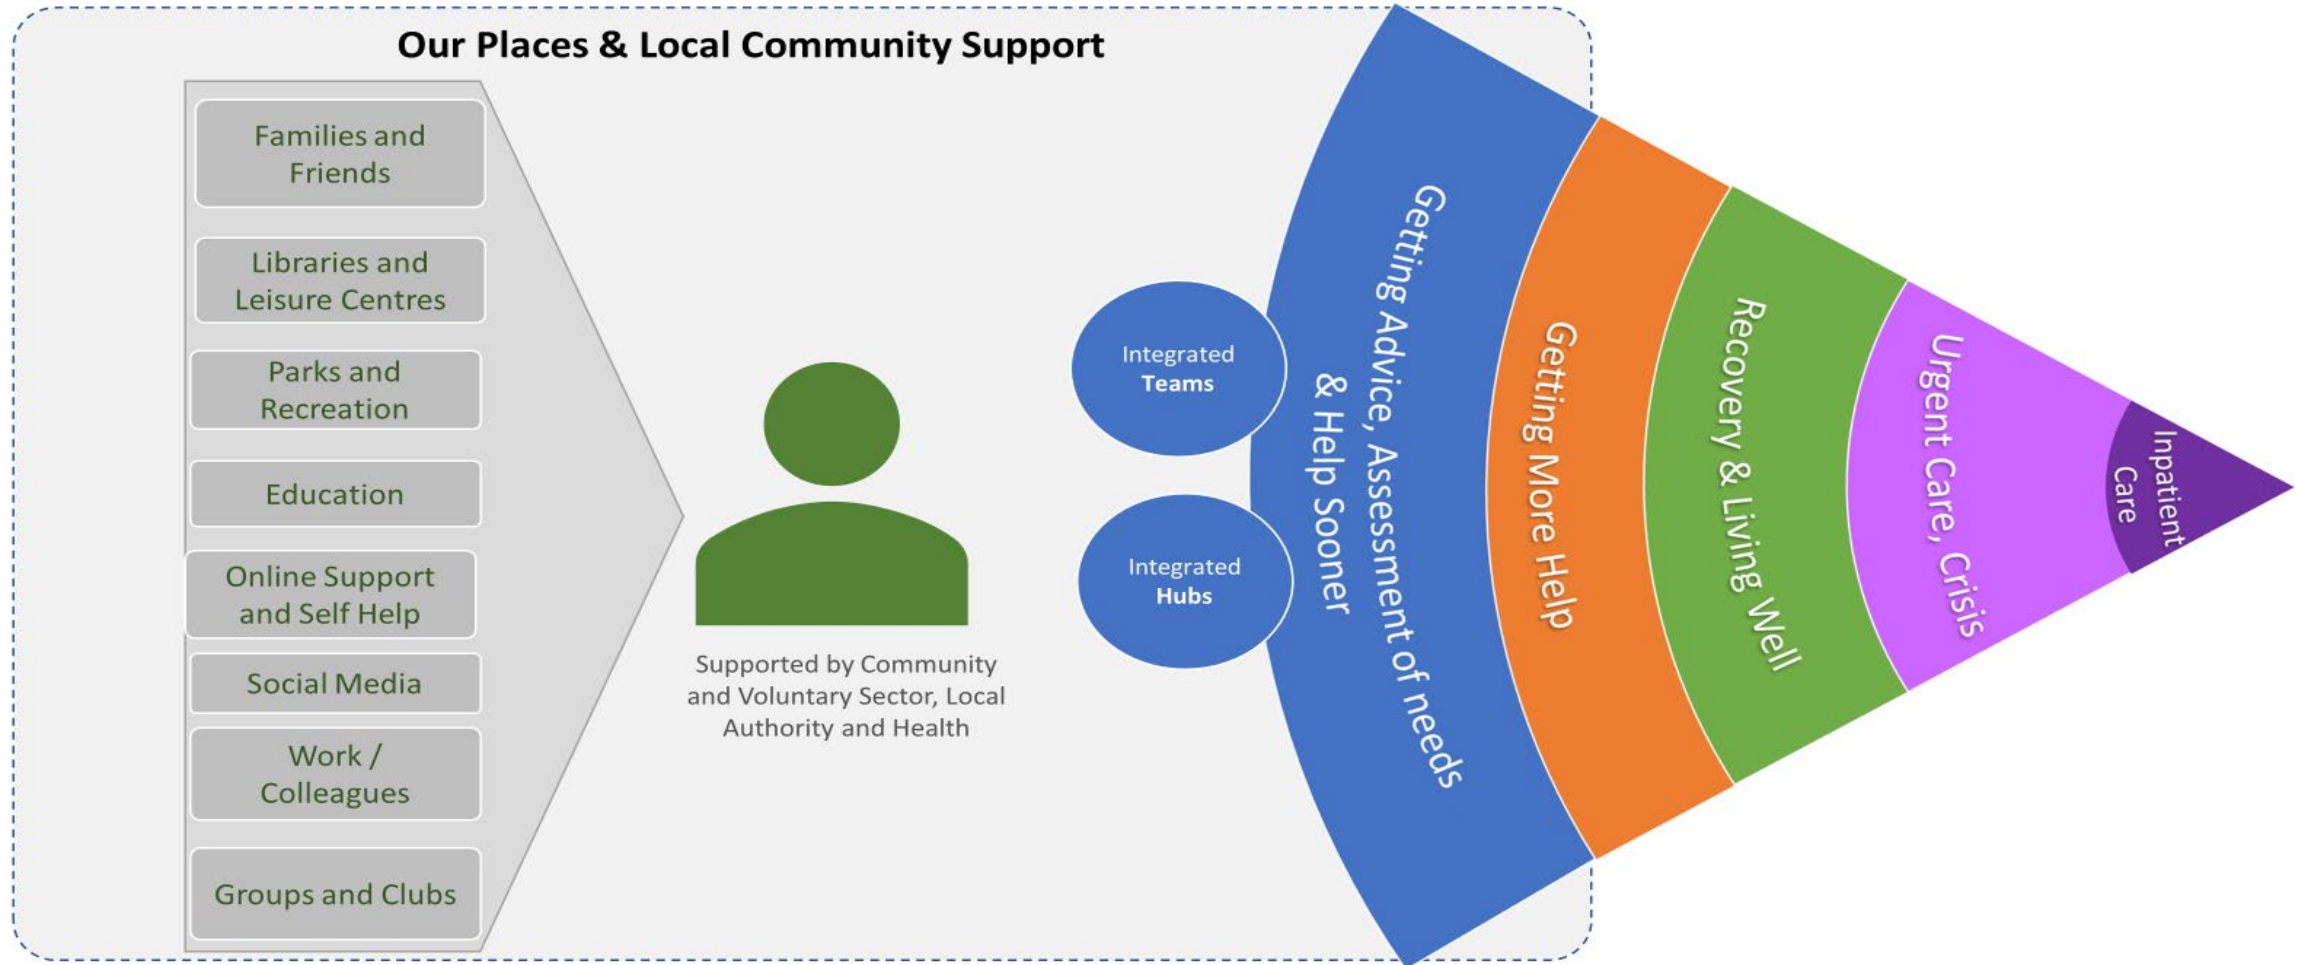 Our Places & Local Community Support
Families and
Friends
Libraries and
Leisure Centres
Parks and
Recreation
Education
Online Support
and Self Help
Social Media
Work /
Colleagues
Groups and Clubs
Supported by Community
and Voluntary Sector, Local
Authority and Health
Integrated
Teams
Integrated
Hubs
Getting Advice, Assessment of needs
& Help Sooner
Getting More Help
Recovery & Living Well
Urgent Care, Crisis
Inpatient
Care